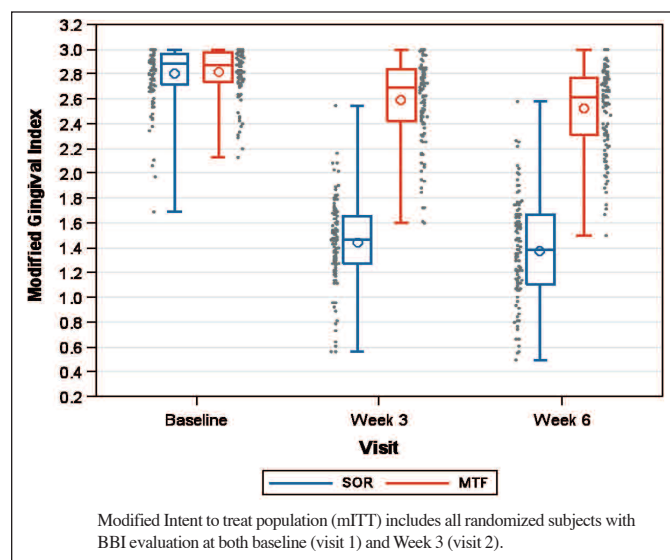 Modified Gingival Index
3.2
3.0
2.8
2.6
2.4
2.2
2.0
1.8
1.6
1.4
1.2
1.0
0.8
0.6
0.4
0.2
Baseline Week 3 Week 6
Visit
SOR MTF
Modified Intent to treat population (mITT) includes all randomized subjects with
BBI evaluation at both baseline (visit 1) and Week 3 (visit 2).